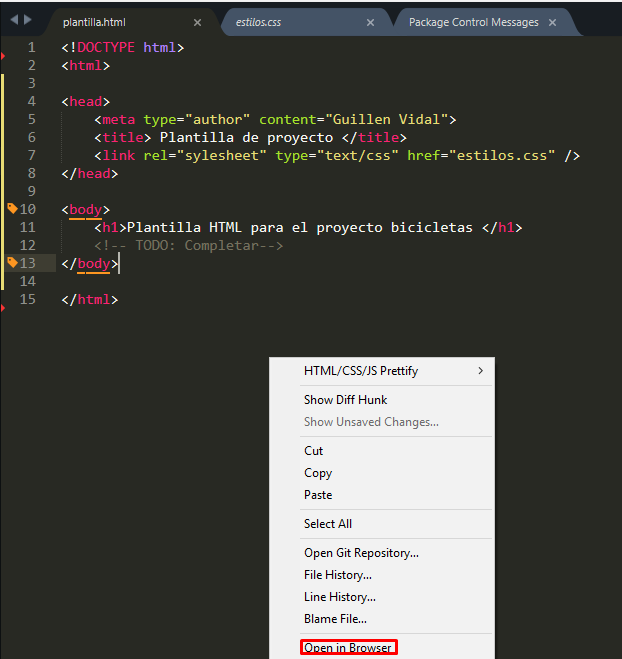 plantilla.html × estilos.css × Package Control Messages ×
1 <!DOCTYPE html>
2 <html>
3
4 <head>
5 <meta type="author" content="Guillen Vidal">
6 <title> Plantilla de proyecto </title>
7 <link rel="sylesheet" type="text/css" href="estilos.css" />
8 </head>
9
10 <body>
11 <h1>Plantilla HTML para el proyecto bicicletas </h1>
12 <!-- TODO: Completar-->
13 </body>
14
15 </html>
HTML/CSS/JS Prettify >
Show Diff Hunk
Show Unsaved Changes...
Cut
Copy
Paste
Select All
Open Git Repository...
File History...
Line History...
Blame File...
Open in Browser